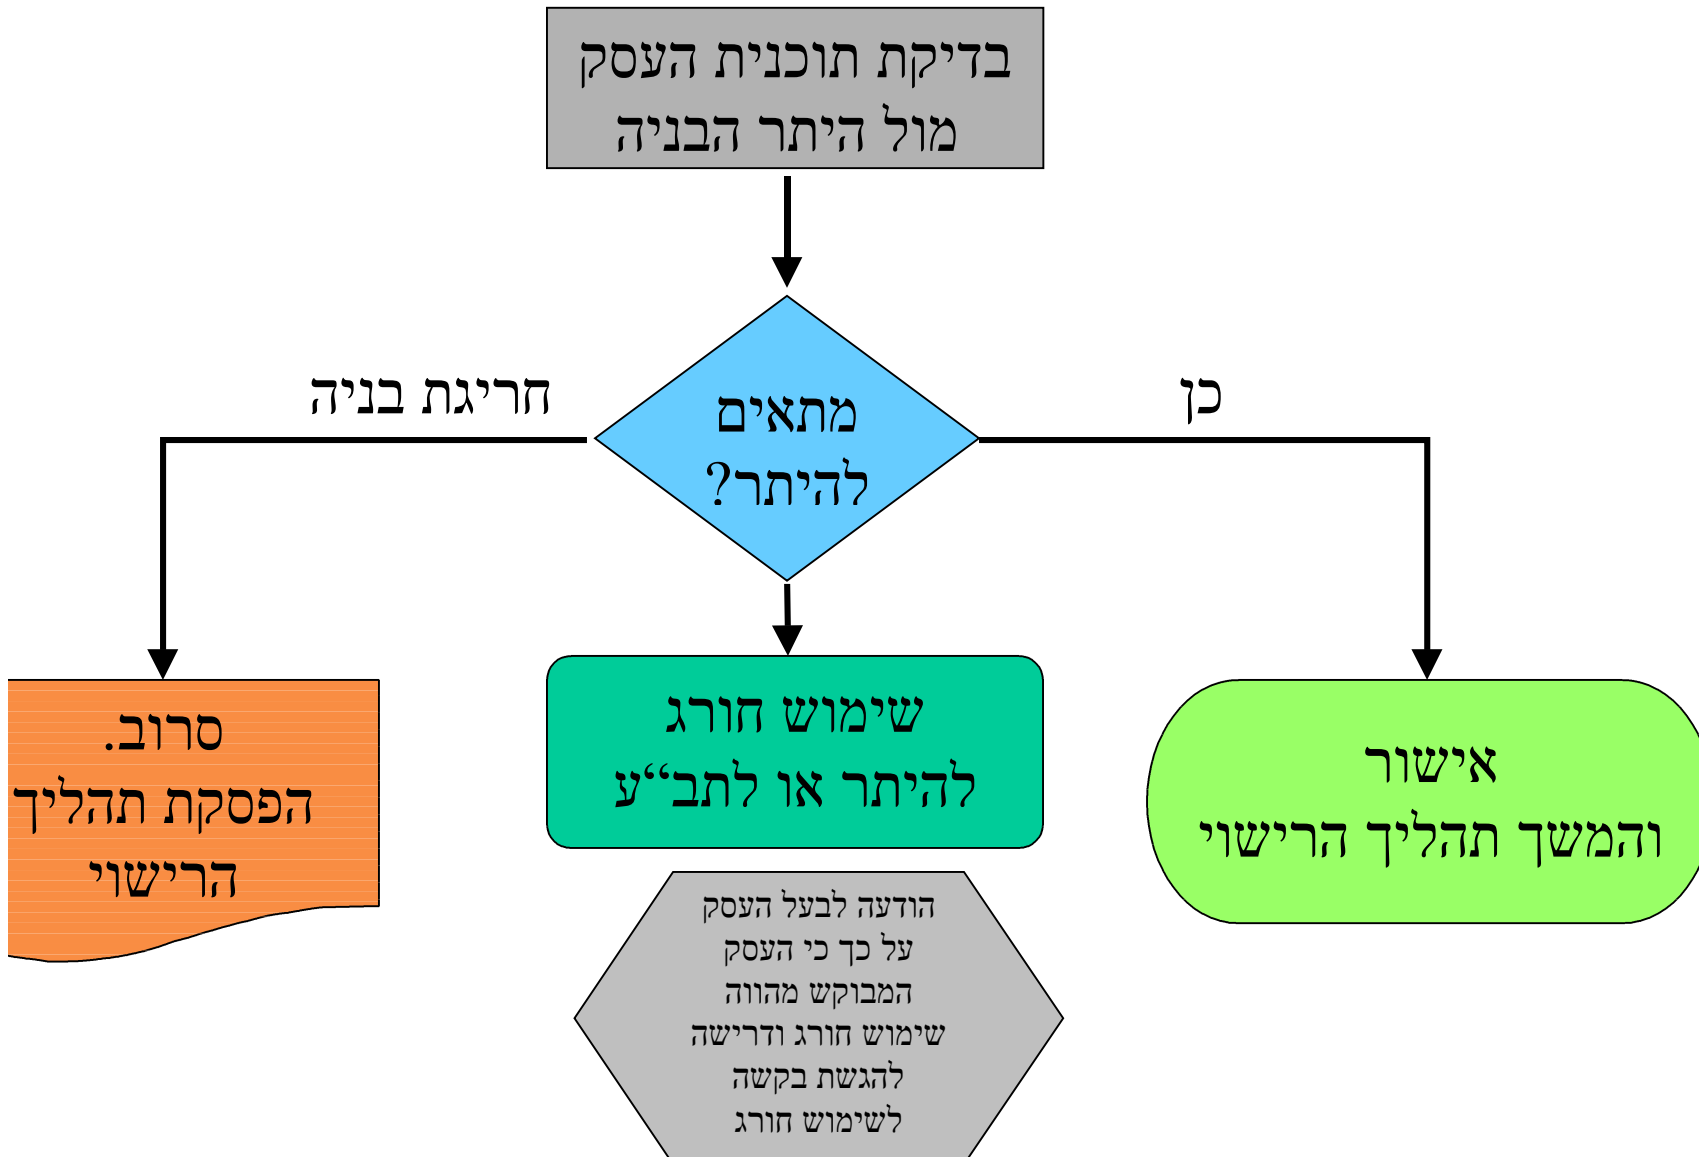 בדיקת תוכנית העסק
מול היתר הבניה
כן
חריגת בניה
מתאים
להיתר?
אישור
והמשך תהליך הרישוי
שימוש חורג
להיתר או לתב“ע
סרוב.
הפסקת תהליך
הרישוי
הודעה לבעל העסק
על כך כי העסק
המבוקש מהווה
שימוש חורג ודרישה
להגשת בקשה
לשימוש חורג